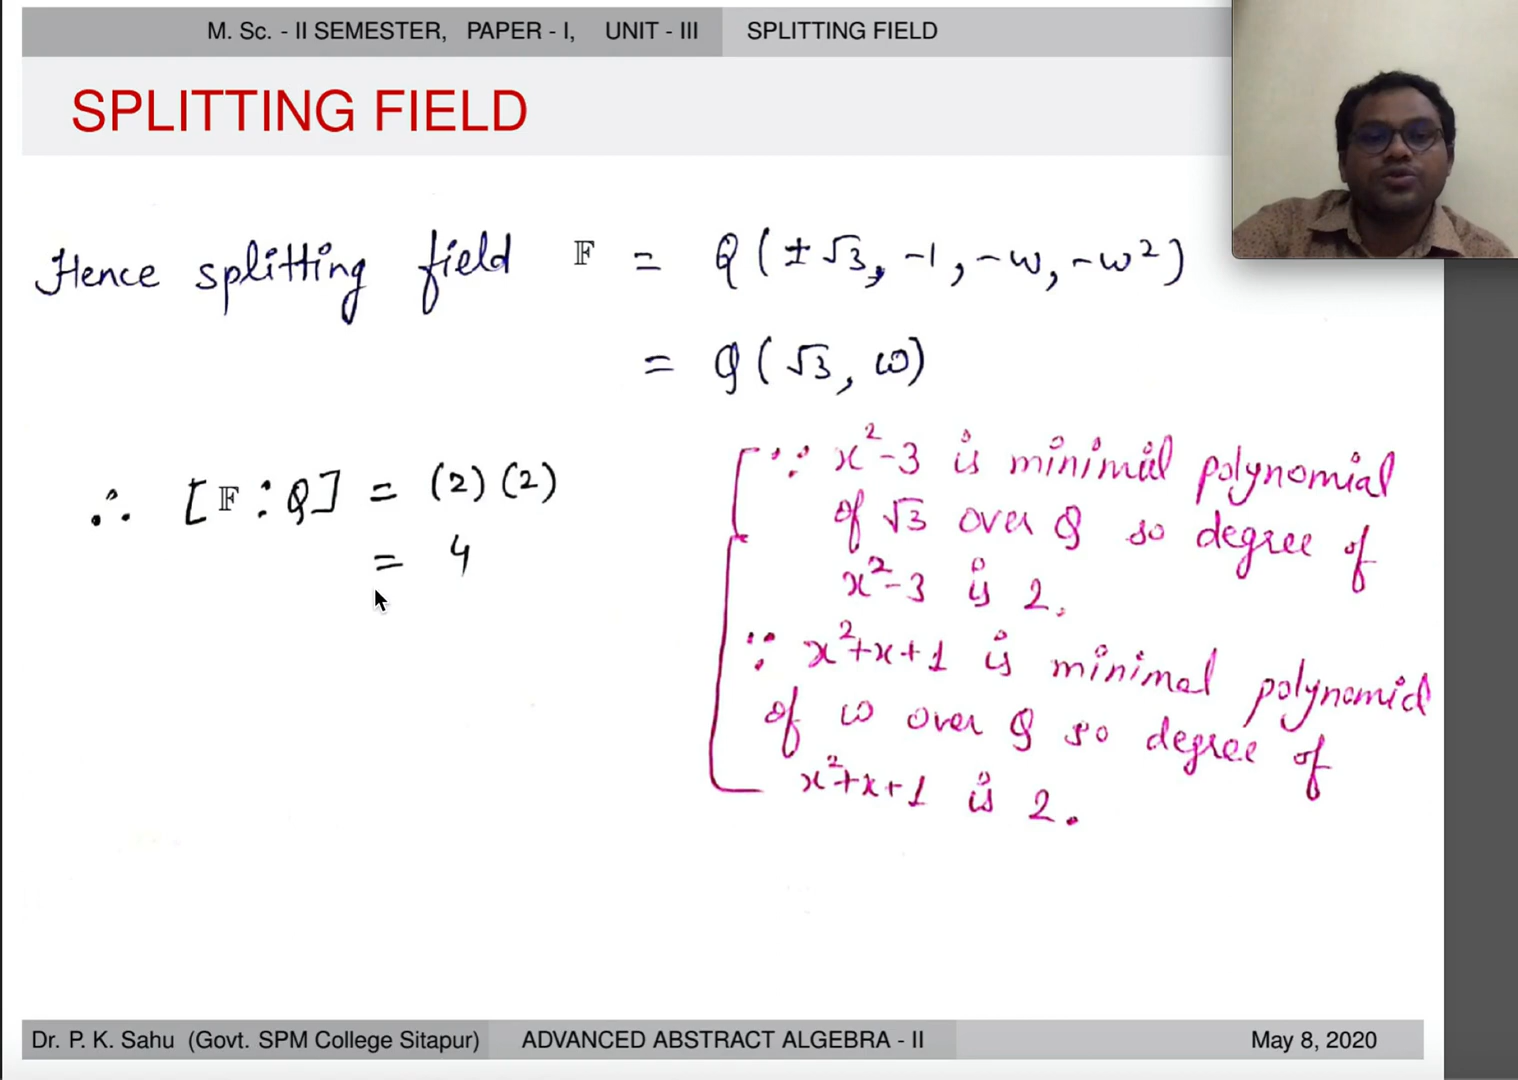 M. Sc. - II SEMESTER, PAPER - I, UNIT - III SPLITTING FIELD
SPLITTING FIELD
Hence splitting field 𝔽 = Q(±√3, -1, -ω, -ω²)
= Q(√3, ω)
∴ [𝔽 : Q] = (2)(2)
= 4
∵ x²-3 is minimal polynomial
of √3 over Q so degree of
x²-3 is 2.
∵ x²+x+1 is minimal polynomial
of ω over Q so degree of
x²+x+1 is 2.
Dr. P. K. Sahu (Govt. SPM College Sitapur) ADVANCED ABSTRACT ALGEBRA - II May 8, 2020